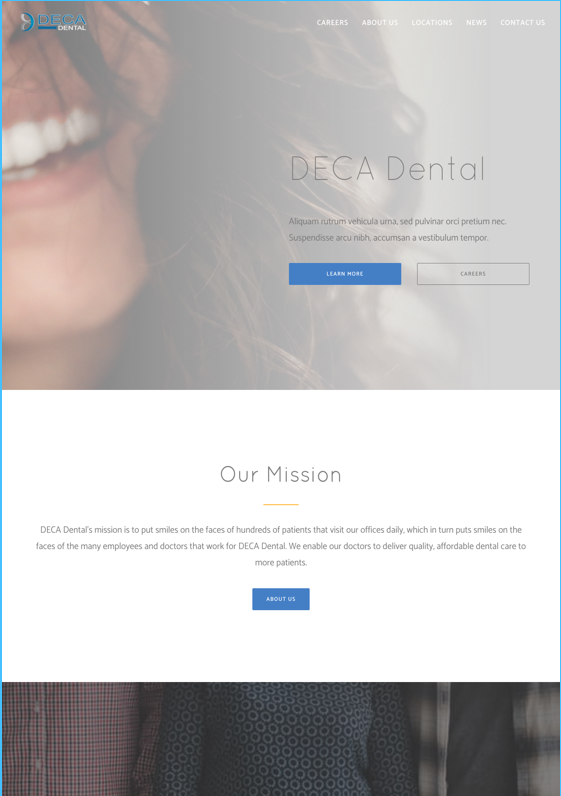 DECA
DENTAL
CAREERS ABOUT US LOCATIONS NEWS CONTACT US
DECA Dental
Aliquam rutrum vehicula urna, sed pulvinar orci pretium nec.
Suspendisse arcu nibh, accumsan a vestibulum tempor.
LEARN MORE CAREERS
Our Mission
DECA Dental's mission is to put smiles on the faces of hundreds of patients that visit our offices daily, which in turn puts smiles on the
faces of the many employees and doctors that work for DECA Dental. We enable our doctors to deliver quality, affordable dental care to
more patients.
ABOUT US